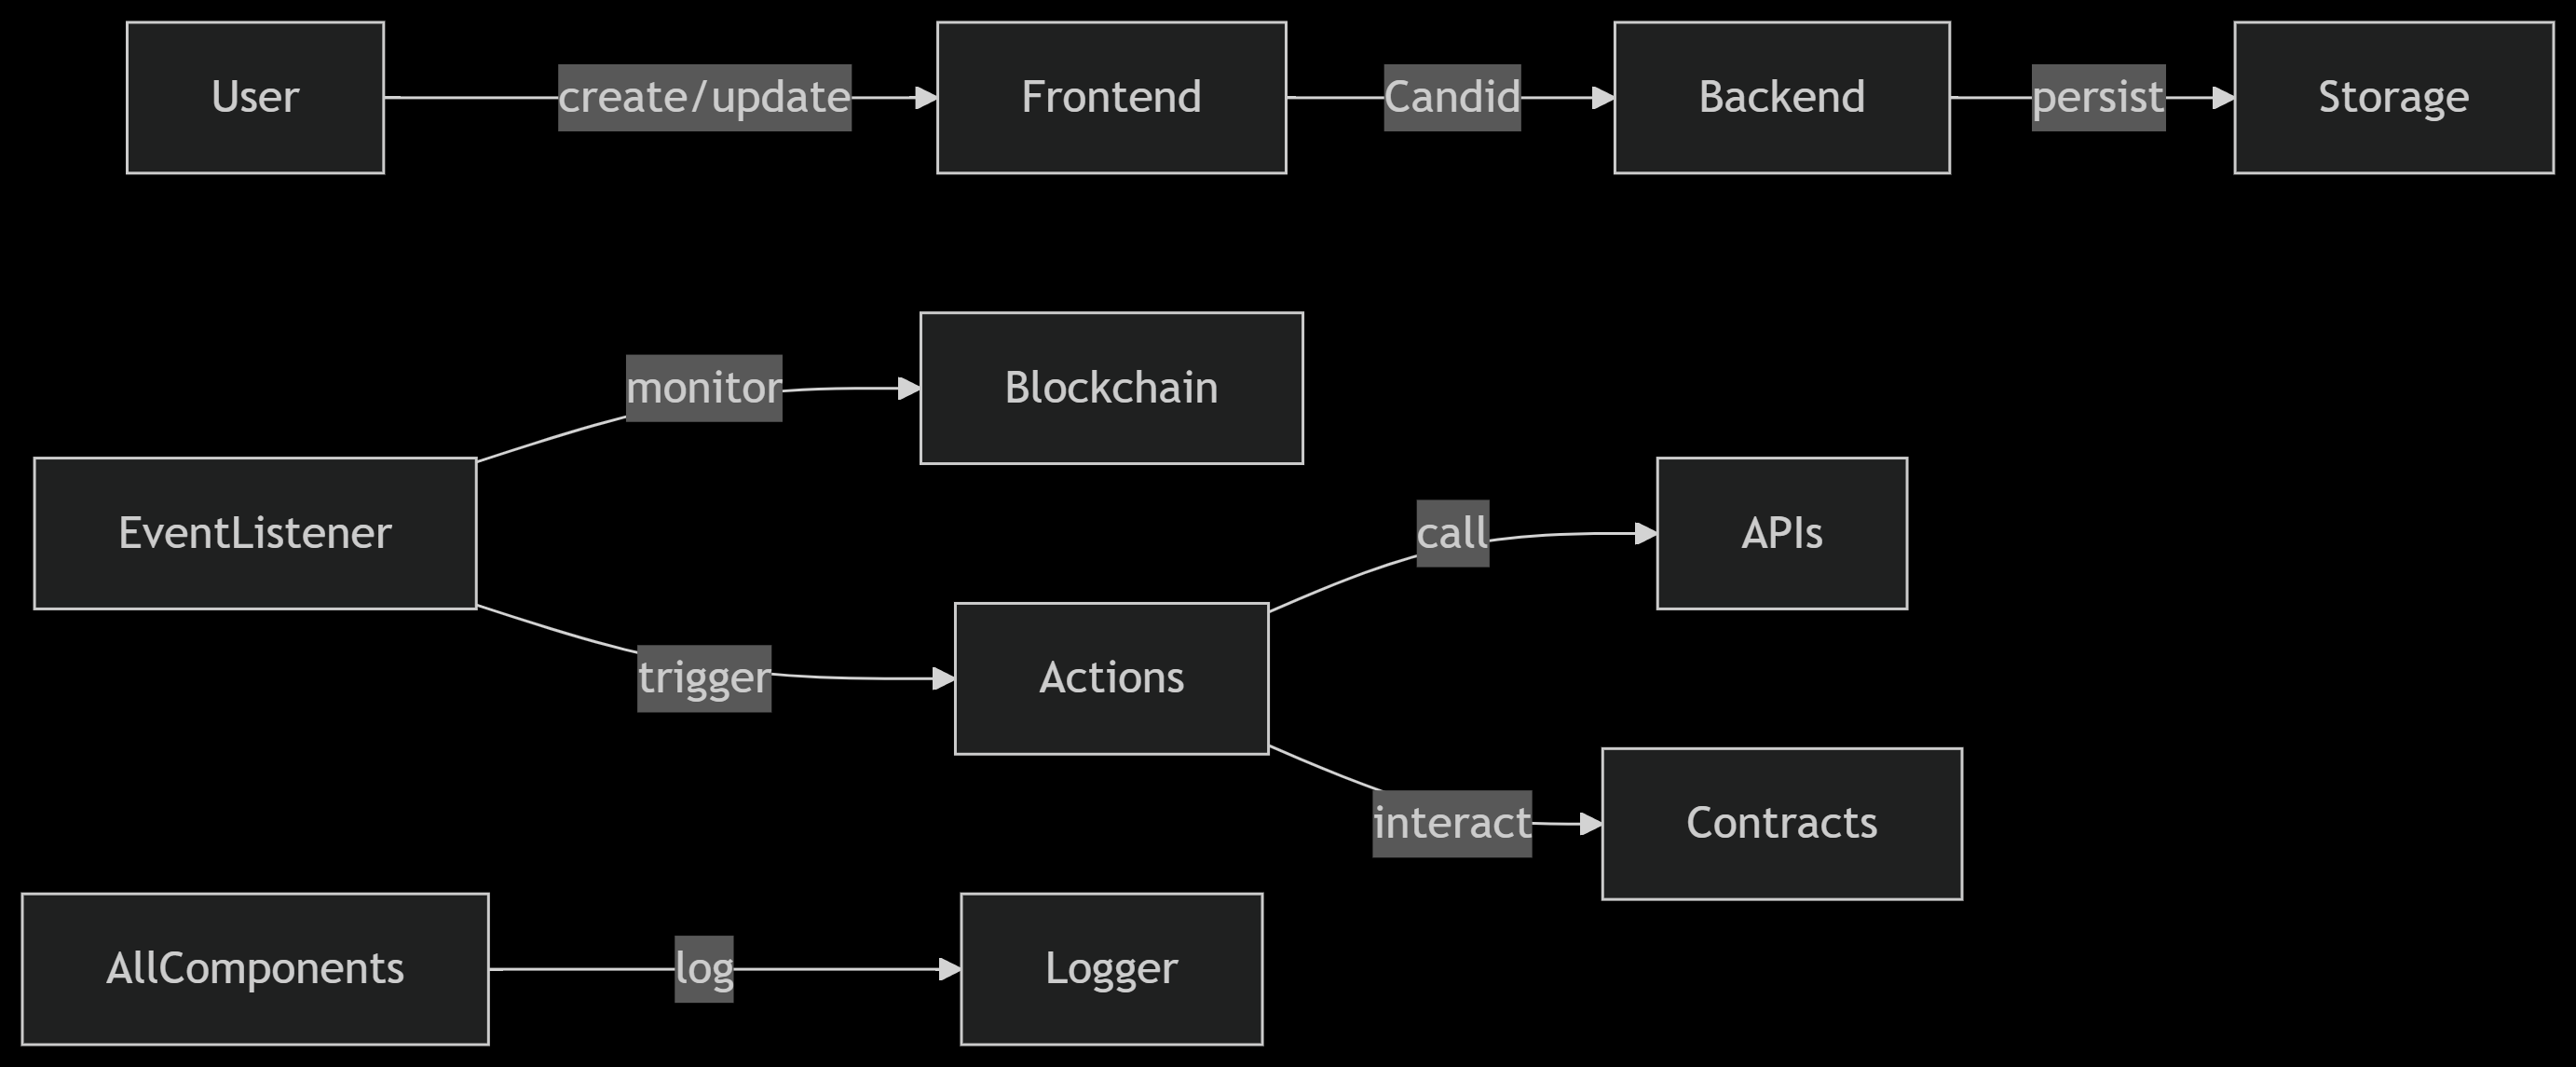 User
create/update
Frontend
Candid
Backend
persist
Storage
monitor
Blockchain
EventListener
call
APIs
trigger
Actions
interact
Contracts
AllComponents
log
Logger